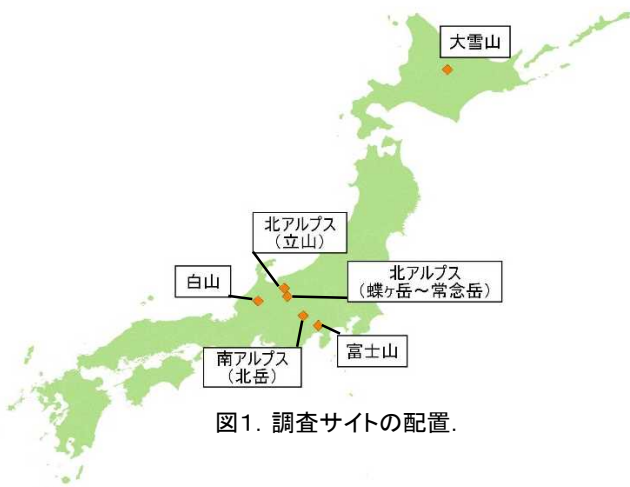 大雪山
北アルプス
(立山)
白山
北アルプス
(蝶ヶ岳～常念岳)
南アルプス
(北岳)
富士山
図1. 調査サイトの配置.